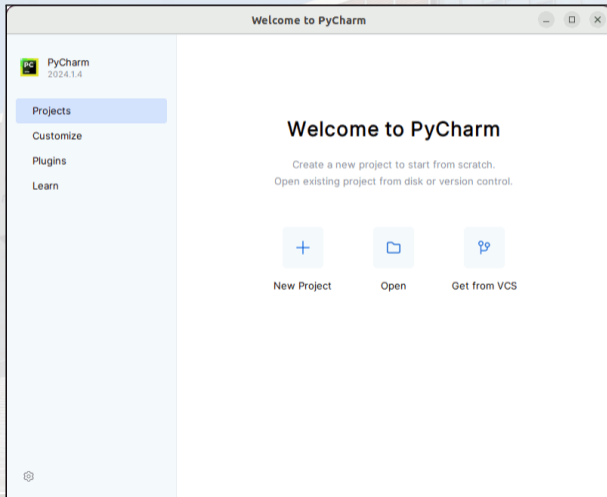 Welcome to PyCharm
PC
PyCharm
2024.1.4
Projects
Customize
Plugins
Learn
Welcome to PyCharm
Create a new project to start from scratch.
Open existing project from disk or version control.
New Project
Open
Get from VCS